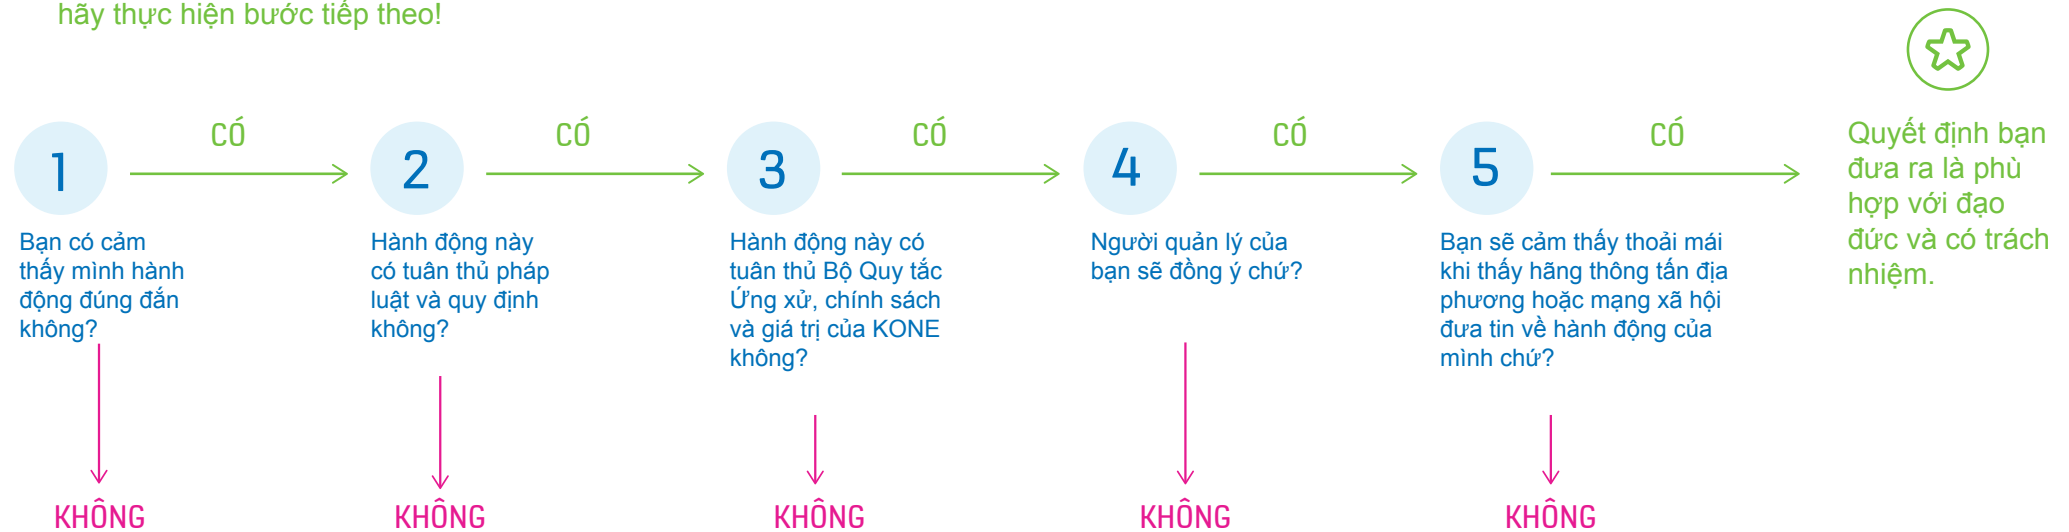 hãy thực hiện bước tiếp theo!
1
CÓ
2
CÓ
3
CÓ
4
CÓ
5
CÓ
Bạn có cảm
thấy mình hành
động đúng đắn
không?
Hành động này
có tuân thủ pháp
luật và quy định
không?
Hành động này có
tuân thủ Bộ Quy tắc
Ứng xử, chính sách
và giá trị của KONE
không?
Người quản lý của
bạn sẽ đồng ý chứ?
Bạn sẽ cảm thấy thoải mái
khi thấy hãng thông tấn địa
phương hoặc mạng xã hội
đưa tin về hành động của
mình chứ?
Quyết định bạn
đưa ra là phù
hợp với đạo
đức và có trách
nhiệm.
KHÔNG
KHÔNG
KHÔNG
KHÔNG
KHÔNG